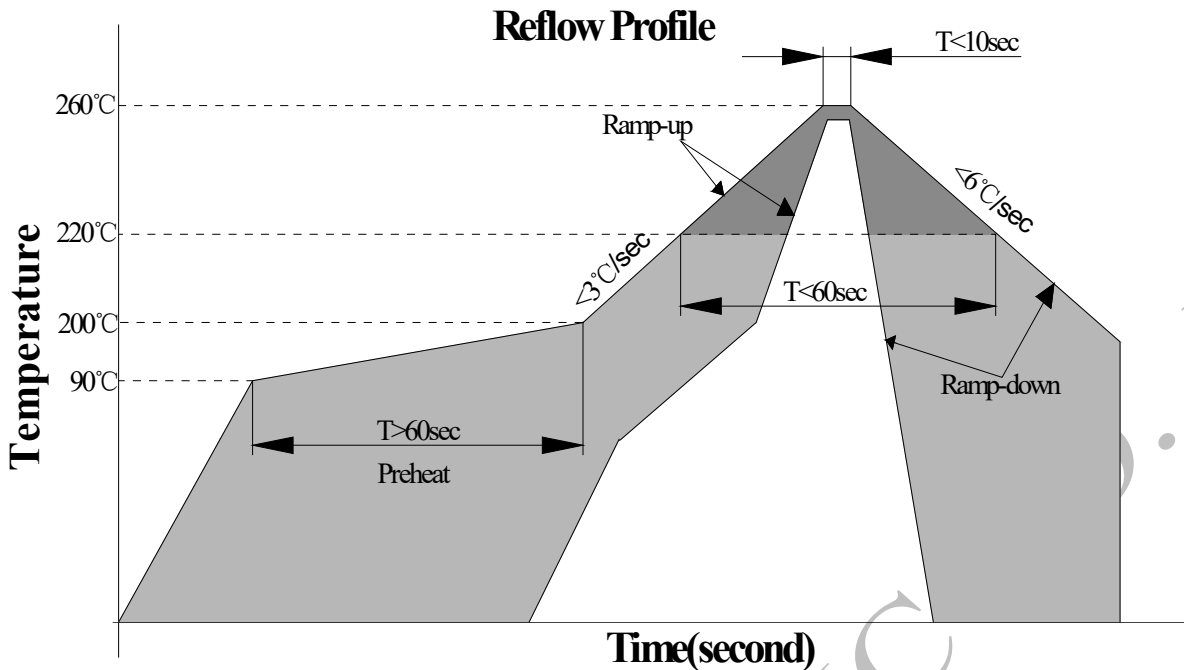 Reflow Profile
T<10sec
260℃
Ramp-up
<6℃/sec
220℃
<3℃/sec
T<60sec
200℃
90℃
Ramp-down
T>60sec
Preheat
Temperature
Time(second)